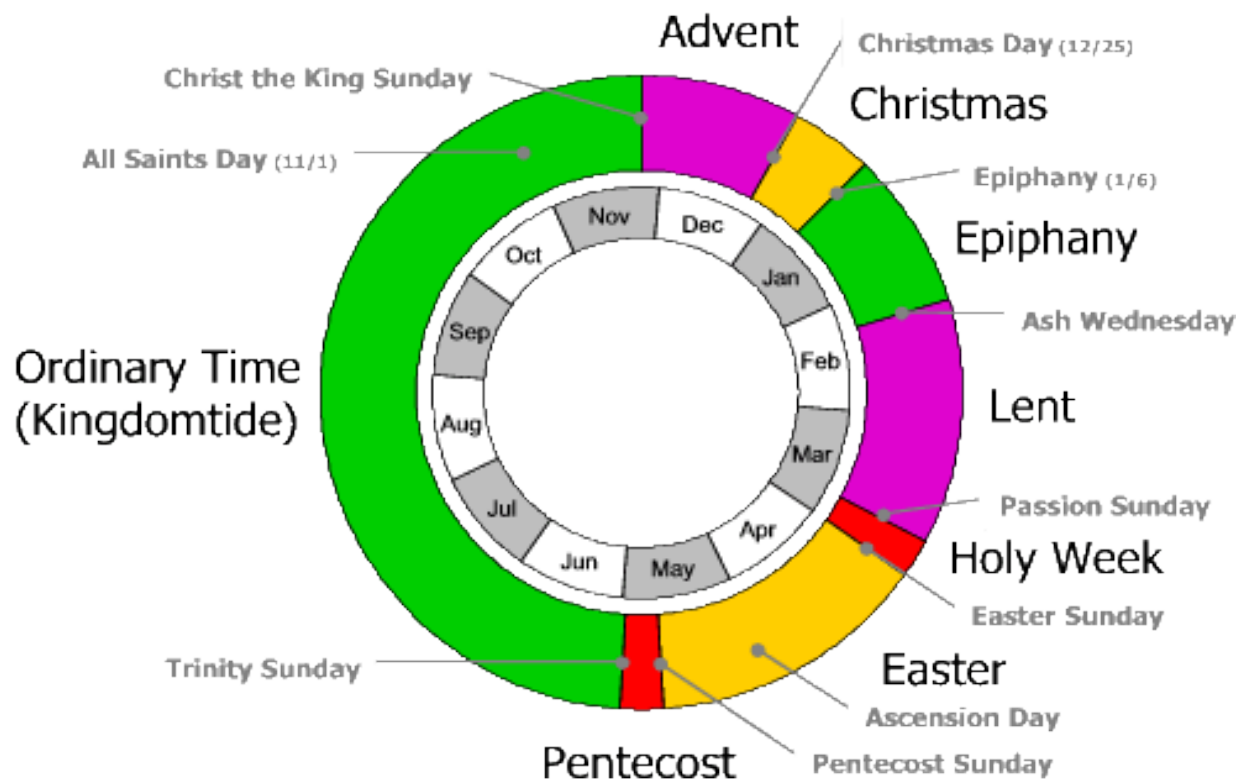 Advent
Christmas Day (12/25)
Christ the King Sunday
Christmas
All Saints Day (11/1)
Epiphany (1/6)
Nov
Dec
Epiphany
Oct
Jan
Ash Wednesday
Sep
Feb
Ordinary Time
(Kingdomtide)
Lent
Aug
Mar
Jul
Passion Sunday
Apr
Jun
May
Holy Week
Easter Sunday
Trinity Sunday
Easter
Ascension Day
Pentecost
Pentecost Sunday